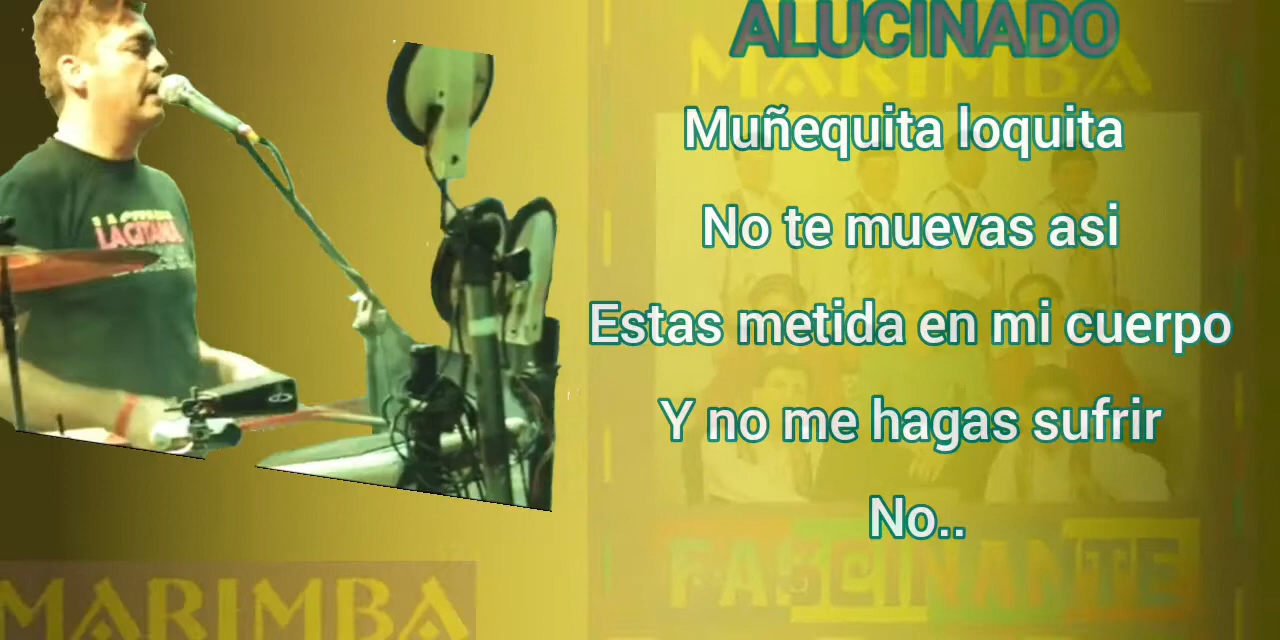 ALUCINADO
MARIMBA
Muñequita loquita
No te muevas asi
Estas metida en mi cuerpo
Y no me hagas sufrir
No..
FASCINANTE
MARIMBA